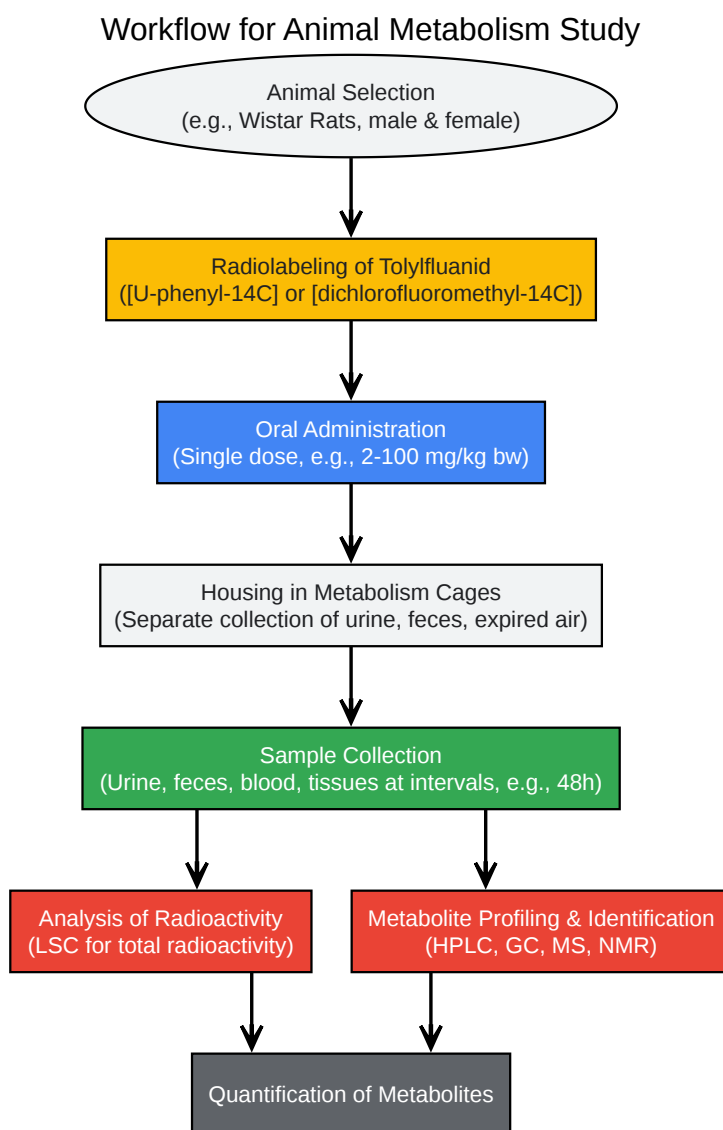 Workflow for Animal Metabolism Study
Animal Selection
(e.g., Wistar Rats, male & female)
Radiolabeling of Tolylfluanid
([U-phenyl-14C] or [dichlorofluoromethyl-14C])
Oral Administration
(Single dose, e.g., 2-100 mg/kg bw)
Housing in Metabolism Cages
(Separate collection of urine, feces, expired air)
Sample Collection
(Urine, feces, blood, tissues at intervals, e.g., 48h)
Analysis of Radioactivity
(LSC for total radioactivity)
Metabolite Profiling & Identification
(HPLC, GC, MS, NMR)
Quantification of Metabolites